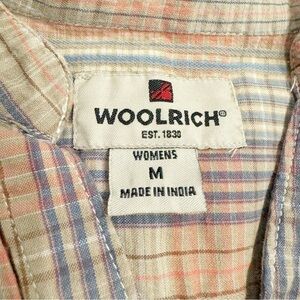 WOOLRICH®
EST. 1830
WOMENS
M
MADE IN INDIA